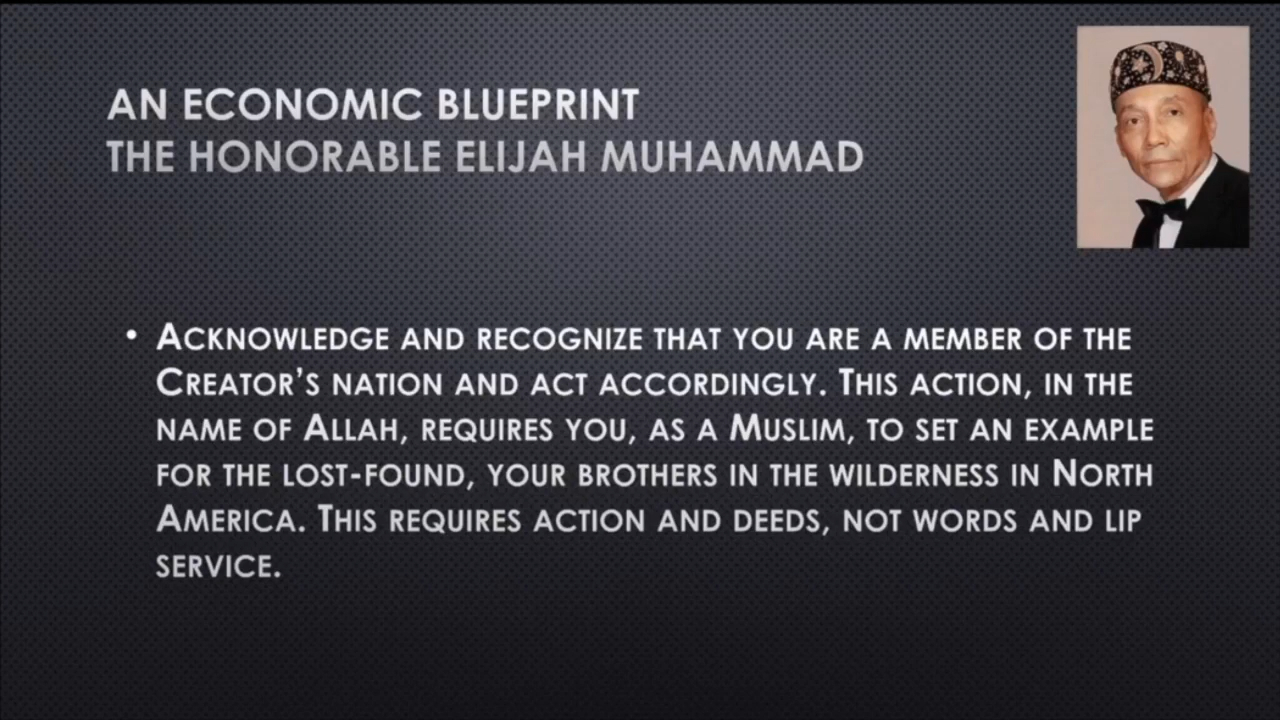 AN ECONOMIC BLUEPRINT
THE HONORABLE ELIJAH MUHAMMAD
• ACKNOWLEDGE AND RECOGNIZE THAT YOU ARE A MEMBER OF THE
CREATOR’S NATION AND ACT ACCORDINGLY. THIS ACTION, IN THE
NAME OF ALLAH, REQUIRES YOU, AS A MUSLIM, TO SET AN EXAMPLE
FOR THE LOST-FOUND, YOUR BROTHERS IN THE WILDERNESS IN NORTH
AMERICA. THIS REQUIRES ACTION AND DEEDS, NOT WORDS AND LIP
SERVICE.